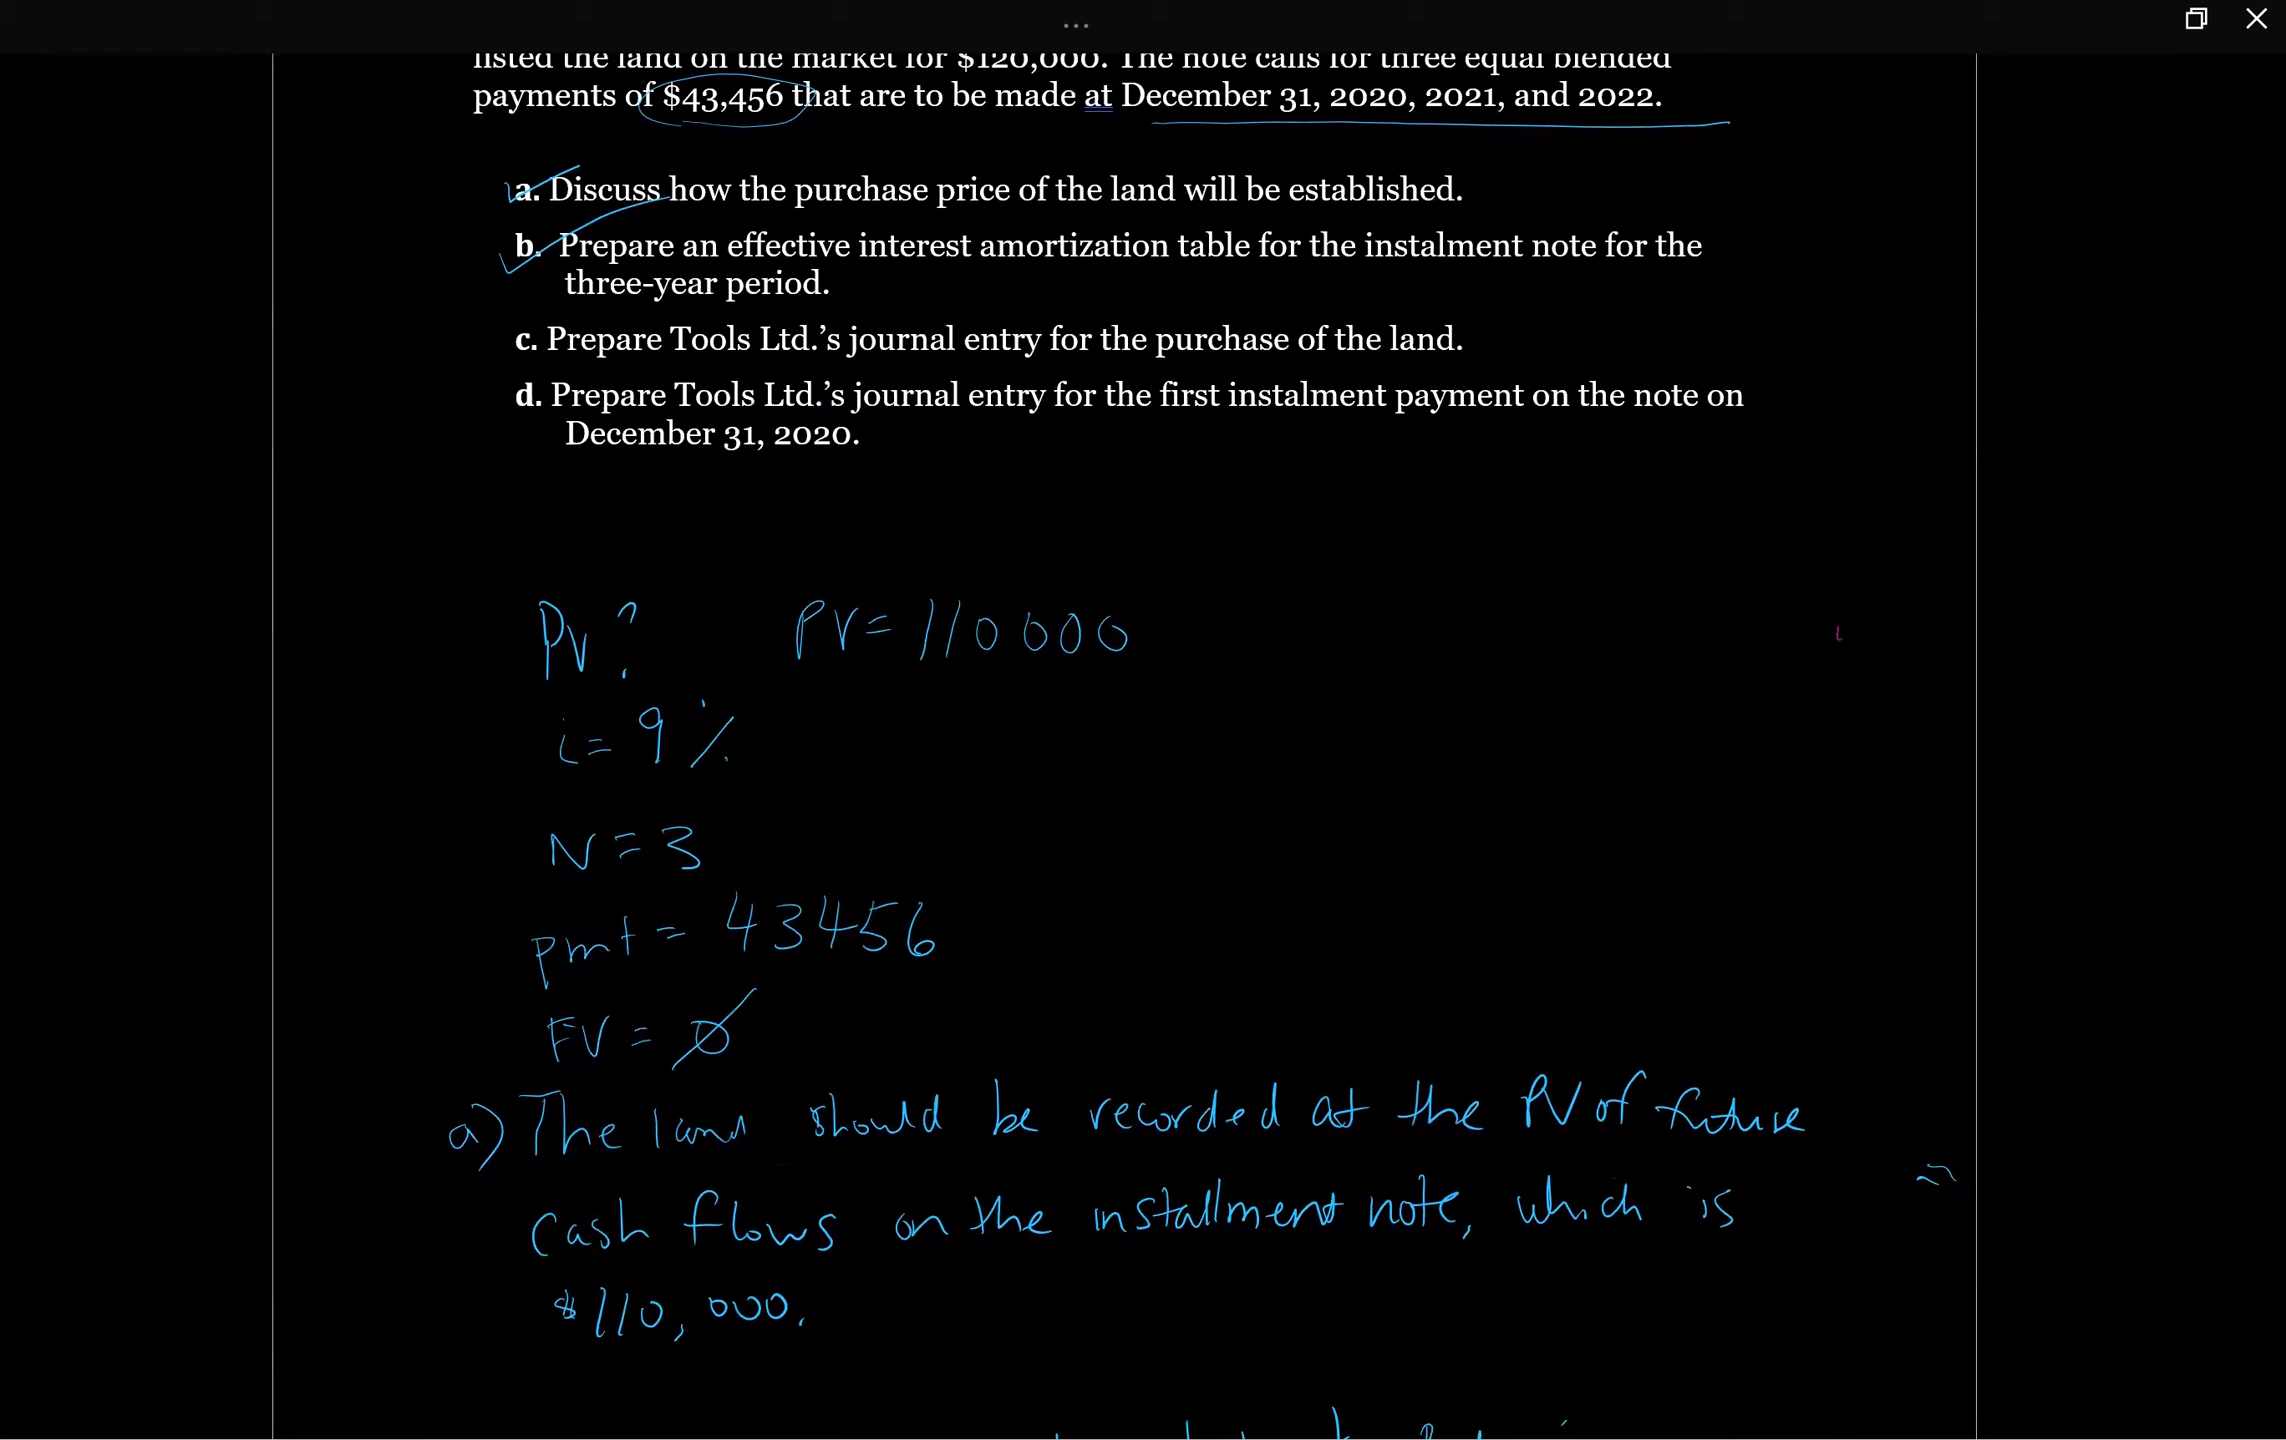 listed the land on the market for $120,000. The note calls for three equal blended
payments of $43,456 that are to be made at December 31, 2020, 2021, and 2022.
a. Discuss how the purchase price of the land will be established.
b. Prepare an effective interest amortization table for the instalment note for the
three-year period.
c. Prepare Tools Ltd.’s journal entry for the purchase of the land.
d. Prepare Tools Ltd.’s journal entry for the first instalment payment on the note on
December 31, 2020.
PV? PV = 110 000
i = 9%
N = 3
pmt = 43456
FV = 0
a) The land should be recorded at the PV of future
cash flows on the installment note, which is
$110,000.